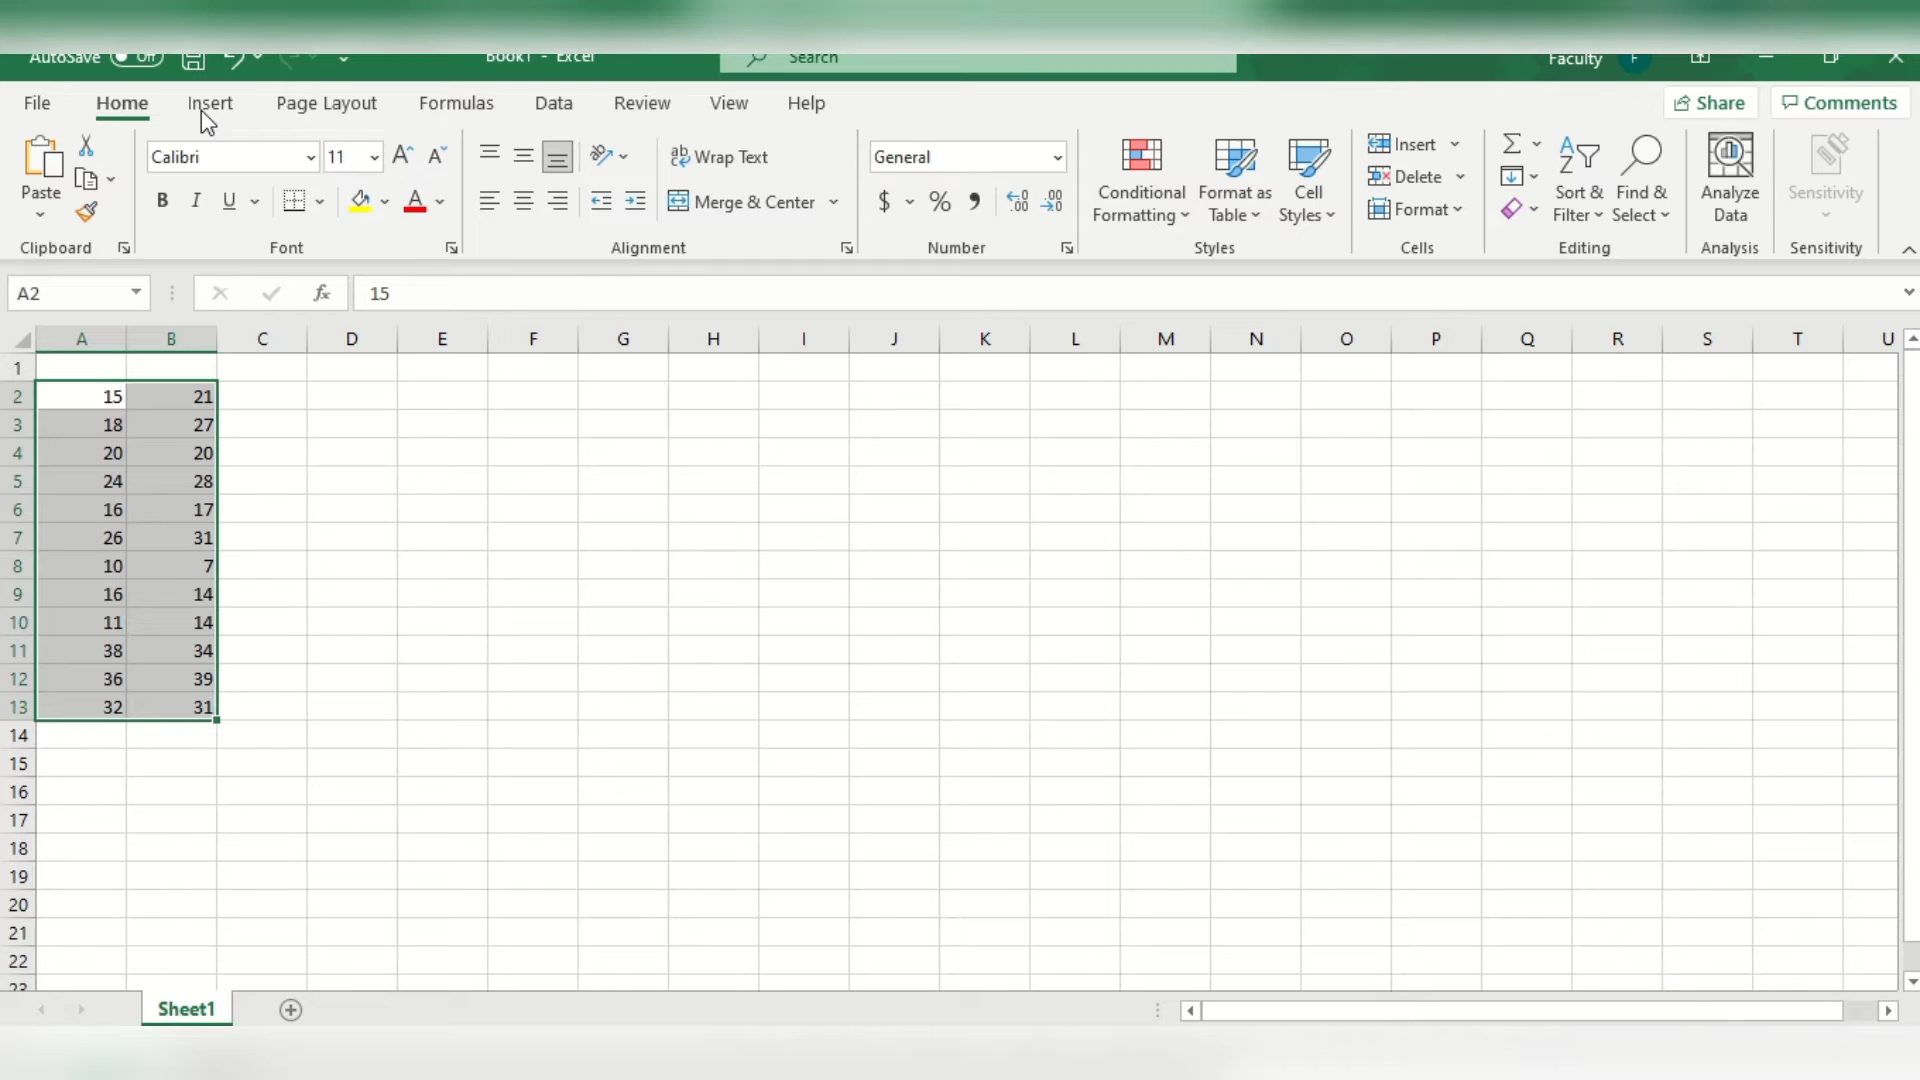 AutoSave Off Book1 - Excel Search Faculty F
File Home Insert Page Layout Formulas Data Review View Help Share Comments
Paste Calibri 11 Wrap Text General Conditional Formatting Format as Table Cell Styles Insert Sort & Filter Find & Select Analyze Data Sensitivity
B I U Merge & Center $ % Delete
Format
Clipboard Font Alignment Number Styles Cells Editing Analysis Sensitivity
A2 fx 15
A B C D E F G H I J K L M N O P Q R S T U
1
2 15 21
3 18 27
4 20 20
5 24 28
6 16 17
7 26 31
8 10 7
9 16 14
10 11 14
11 38 34
12 36 39
13 32 31
14
15
16
17
18
19
20
21
22
23
Sheet1